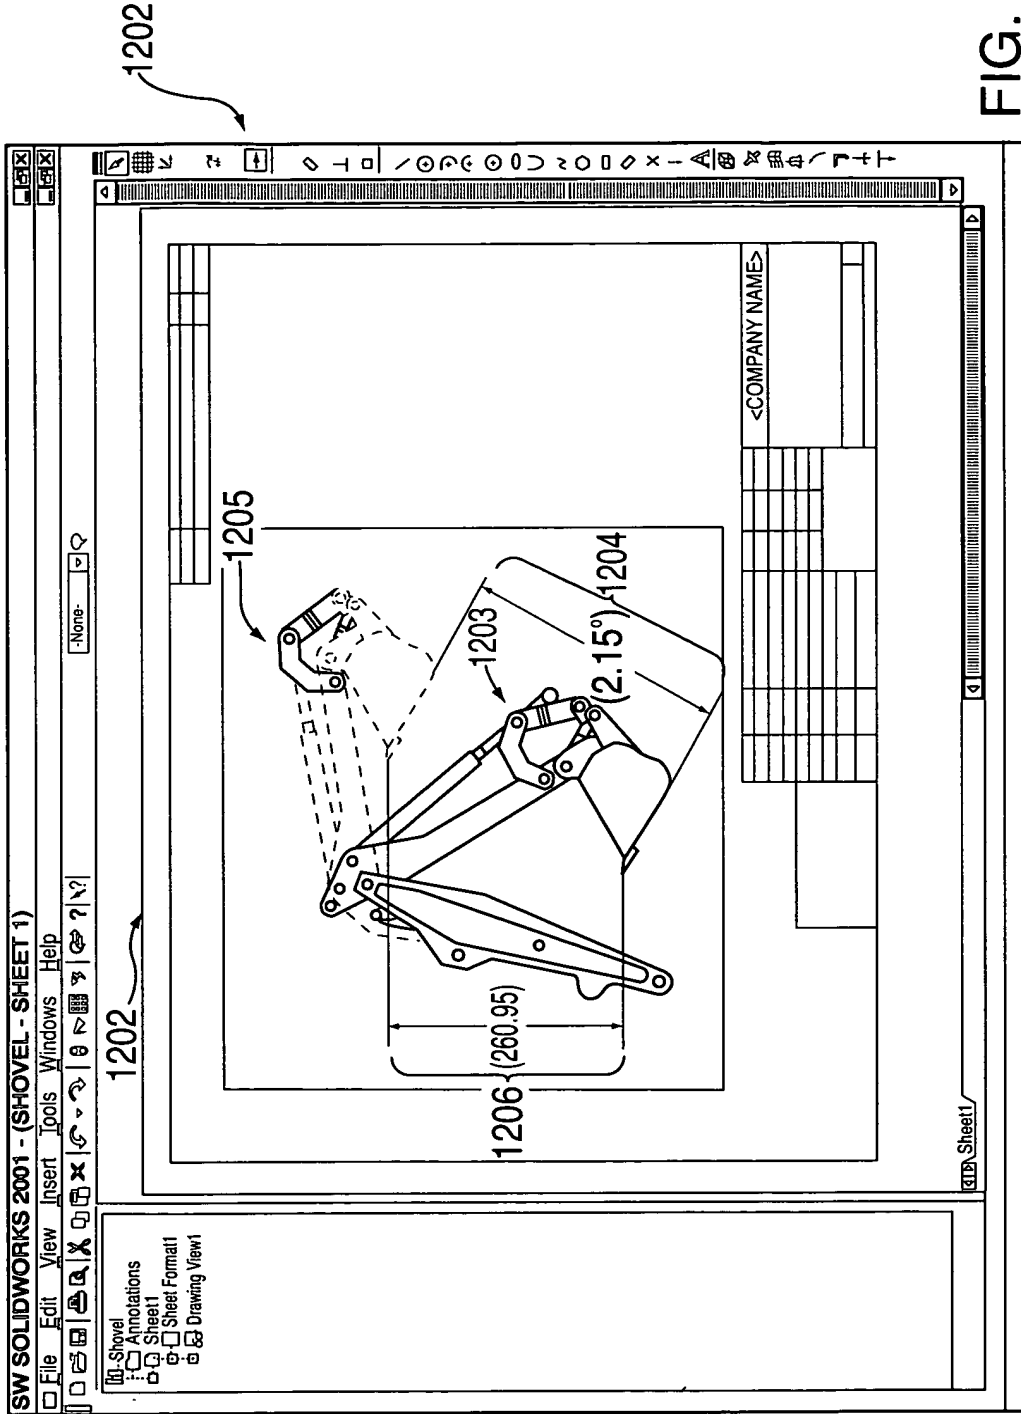 SW SOLIDWORKS 2001 - (SHOVEL - SHEET 1)
File Edit View Insert Tools Windows Help
-None-
Shovel
Annotations
Sheet1
Sheet Format1
Drawing View1
1202
1202
1205
1203
1204
(2.15°)
1206
(260.95)
<COMPANY NAME>
Sheet1
FIG.